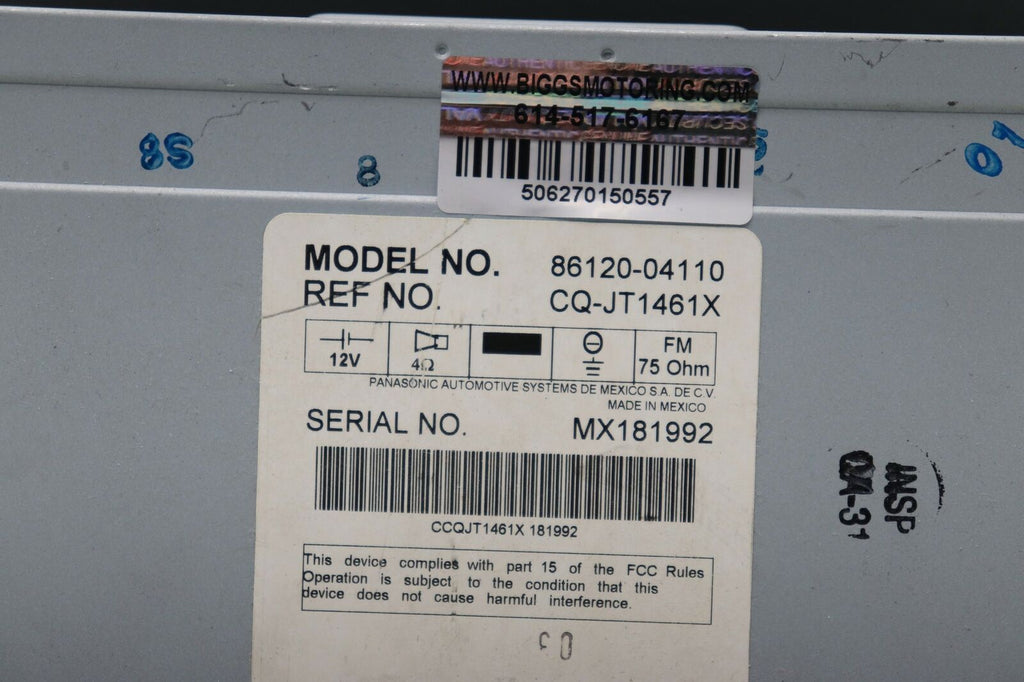 WWW.BIGGSMOTORING.COM
614-517-6167
506270150557
8S
8
MODEL NO. 86120-04110
REF NO. CQ-JT1461X
12V
4Ω
FM
75 Ohm
PANASONIC AUTOMOTIVE SYSTEMS DE MEXICO S.A. DE C.V.
MADE IN MEXICO
SERIAL NO. MX181992
CCQJT1461X 181992
This device complies with part 15 of the FCC Rules
Operation is subject to the condition that this
device does not cause harmful interference.
INSP